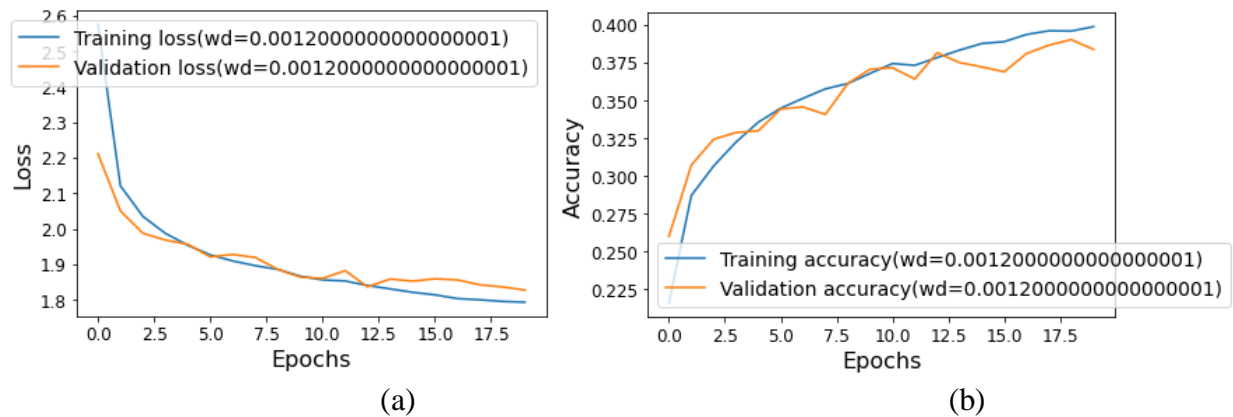 2.6
Training loss(wd=0.0012000000000000001)
2.5
Validation loss(wd=0.0012000000000000001)
2.4
2.3
2.2
2.1
2.0
1.9
1.8
Loss
0.0 2.5 5.0 7.5 10.0 12.5 15.0 17.5
Epochs
(a)
0.400
0.375
0.350
0.325
0.300
0.275
0.250
0.225
Accuracy
Training accuracy(wd=0.0012000000000000001)
Validation accuracy(wd=0.0012000000000000001)
0.0 2.5 5.0 7.5 10.0 12.5 15.0 17.5
Epochs
(b)